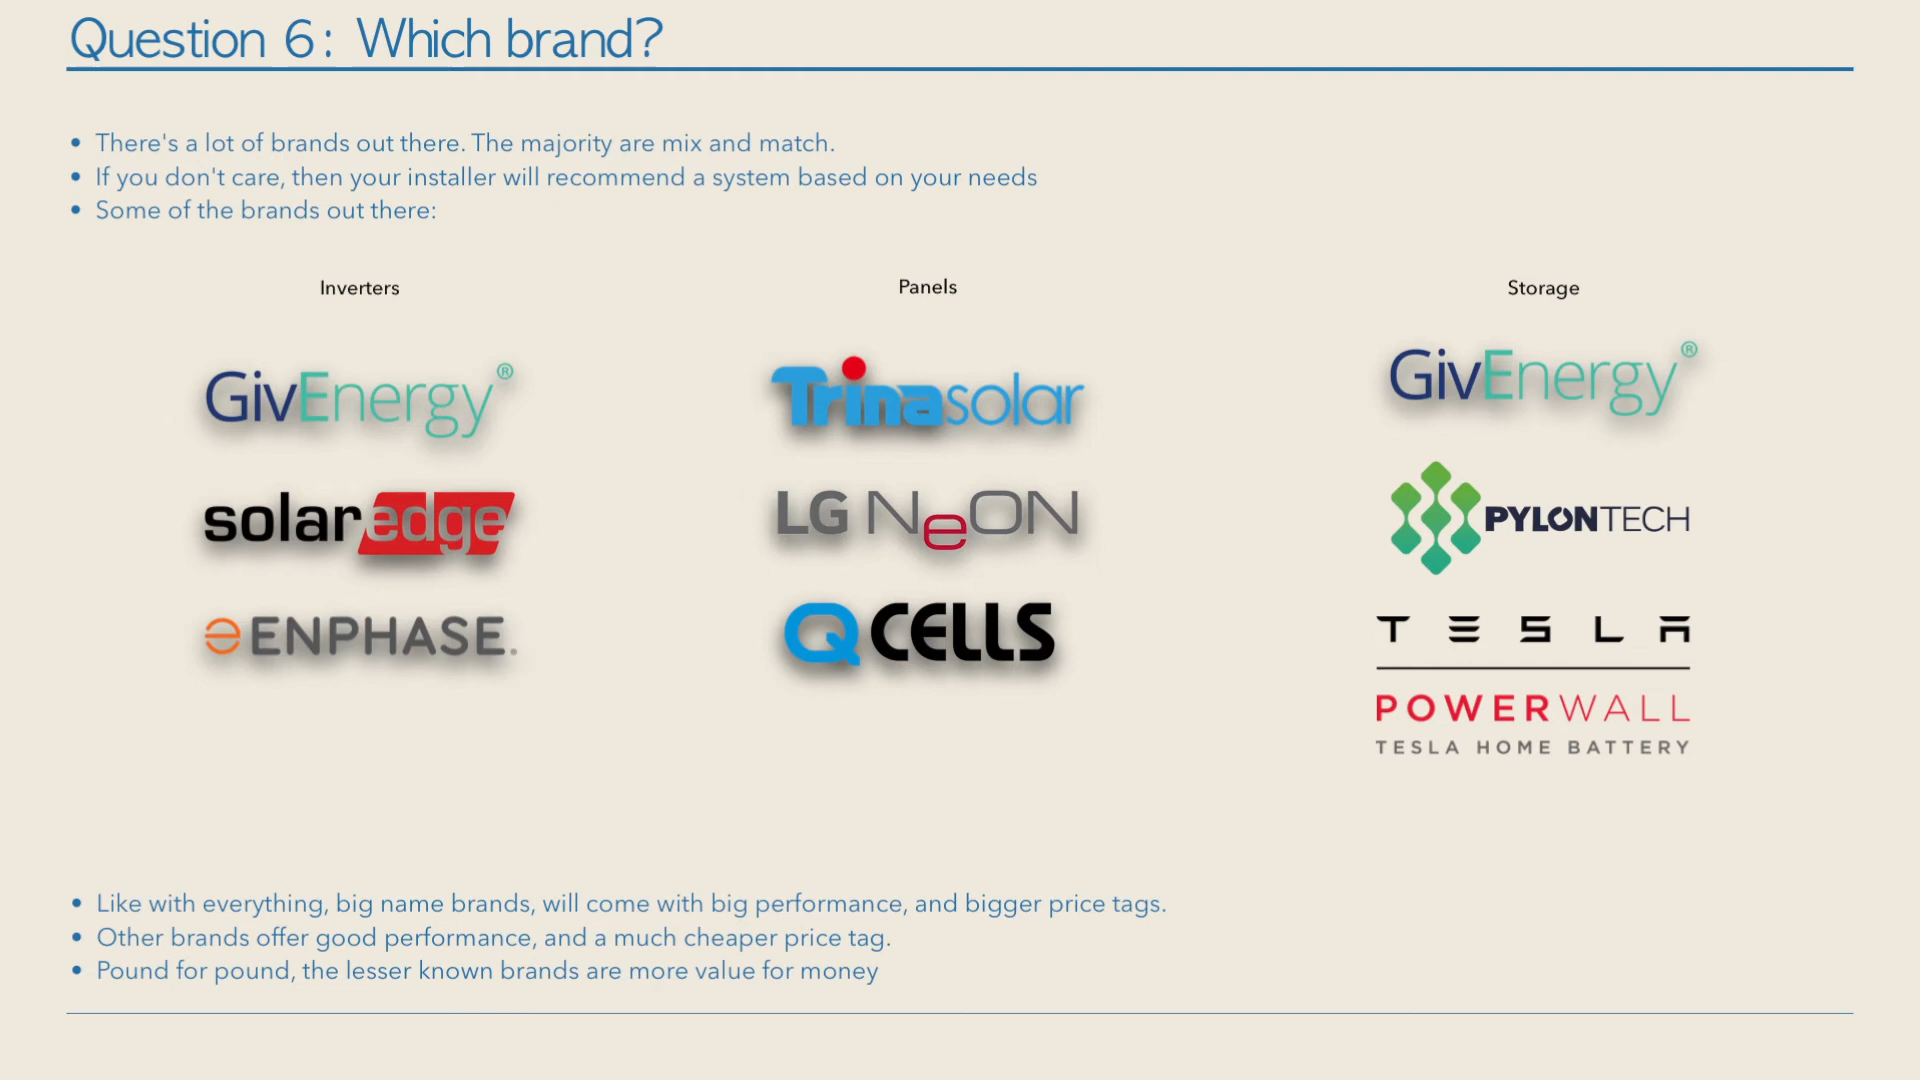 Question 6: Which brand?
• There's a lot of brands out there. The majority are mix and match.
• If you don't care, then your installer will recommend a system based on your needs
• Some of the brands out there:
Inverters
GivEnergy®
solaredge
ENPHASE.
Panels
Trinasolar
LG NeON
Q CELLS
Storage
GivEnergy®
PYLONTECH
TESLA
POWERWALL
TESLA HOME BATTERY
• Like with everything, big name brands, will come with big performance, and bigger price tags.
• Other brands offer good performance, and a much cheaper price tag.
• Pound for pound, the lesser known brands are more value for money